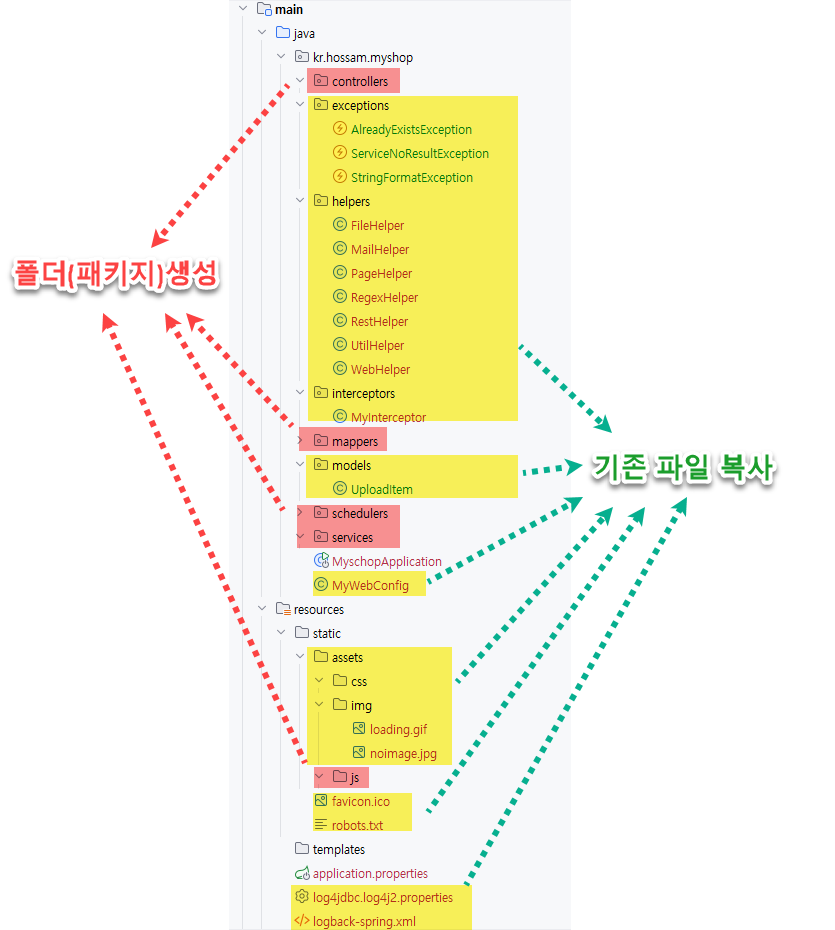 main
java
kr.hossam.myshop
controllers
exceptions
AlreadyExistsException
ServiceNoResultException
StringFormatException
helpers
FileHelper
MailHelper
PageHelper
RegexHelper
RestHelper
UtilHelper
WebHelper
interceptors
MyInterceptor
mappers
models
UploadItem
schedulers
services
MyschopApplication
MyWebConfig
resources
static
assets
css
img
loading.gif
noimage.jpg
js
favicon.ico
robots.txt
templates
application.properties
log4jdbc.log4j2.properties
logback-spring.xml
폴더(패키지)생성
기존 파일 복사